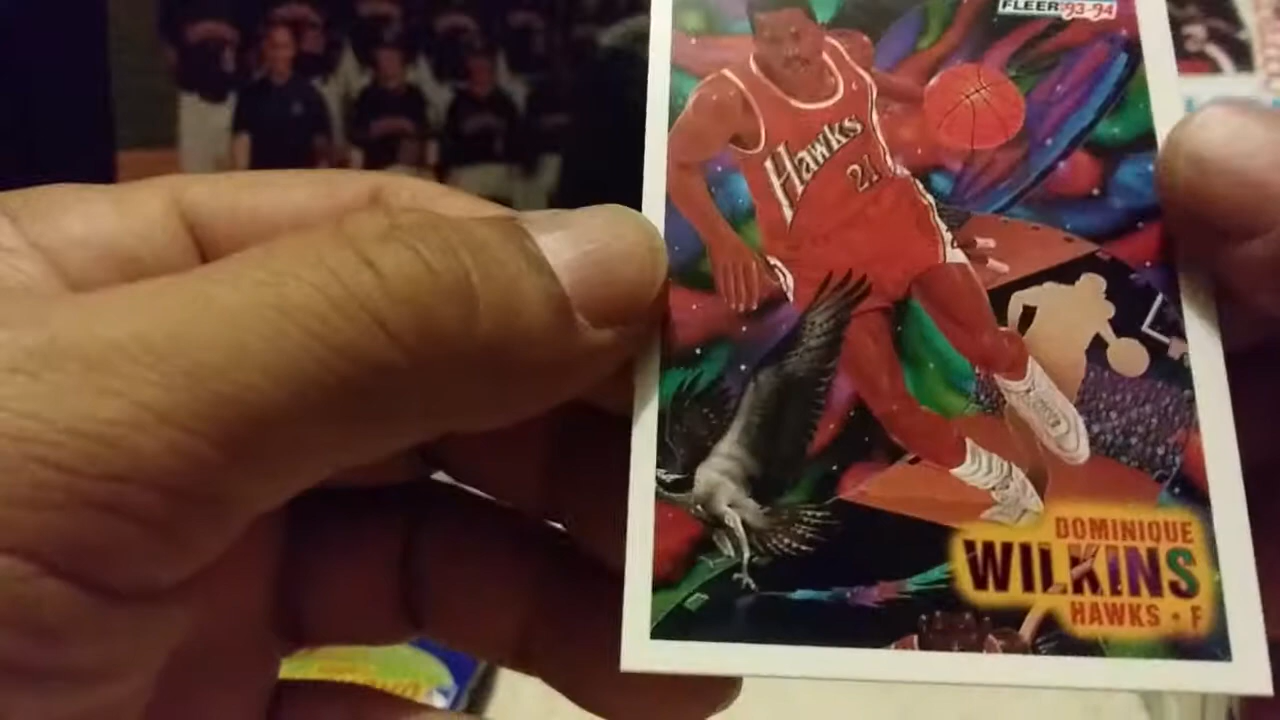 FLEER '93-94
Hawks
21
DOMINIQUE
WILKINS
HAWKS • F